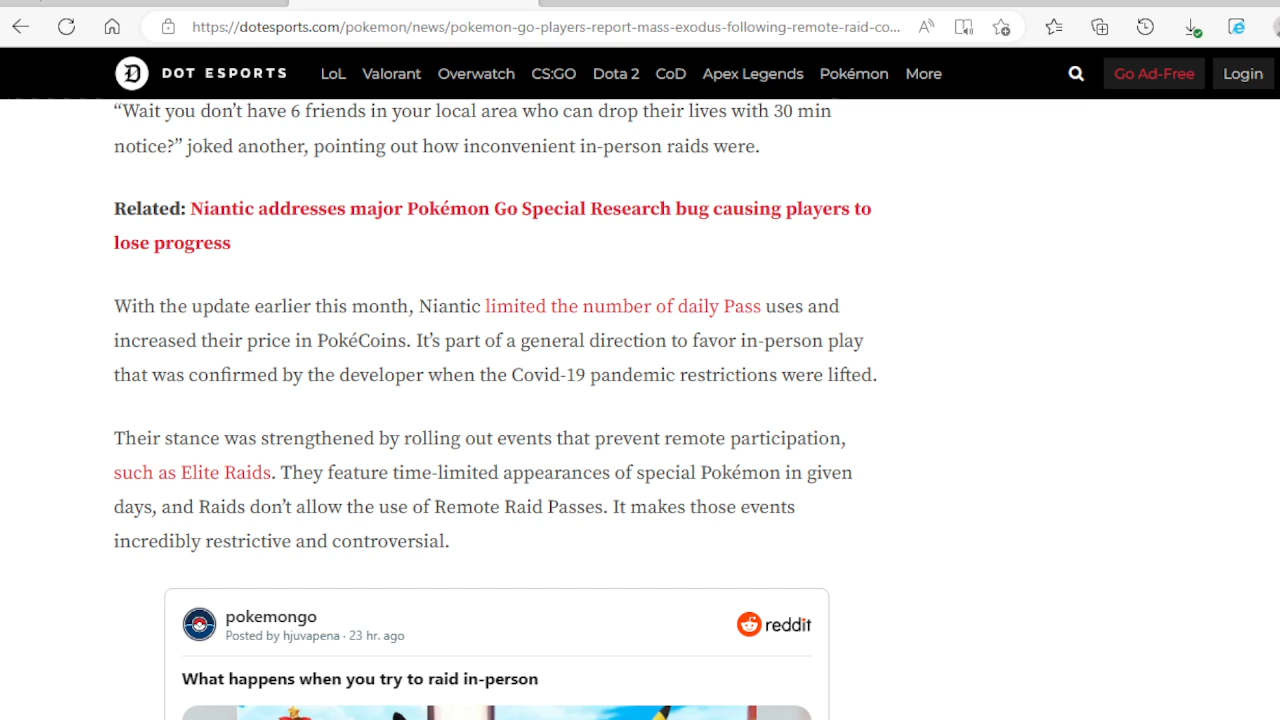 https://dotesports.com/pokemon/news/pokemon-go-players-report-mass-exodus-following-remote-raid-co...
DOT ESPORTS LoL Valorant Overwatch CS:GO Dota 2 CoD Apex Legends Pokémon More Go Ad-Free Login
“Wait you don’t have 6 friends in your local area who can drop their lives with 30 min
notice?” joked another, pointing out how inconvenient in-person raids were.
Related: Niantic addresses major Pokémon Go Special Research bug causing players to
lose progress
With the update earlier this month, Niantic limited the number of daily Pass uses and
increased their price in PokéCoins. It’s part of a general direction to favor in-person play
that was confirmed by the developer when the Covid-19 pandemic restrictions were lifted.
Their stance was strengthened by rolling out events that prevent remote participation,
such as Elite Raids. They feature time-limited appearances of special Pokémon in given
days, and Raids don’t allow the use of Remote Raid Passes. It makes those events
incredibly restrictive and controversial.
pokemongo
Posted by hjuvapena · 23 hr. ago
reddit
What happens when you try to raid in-person